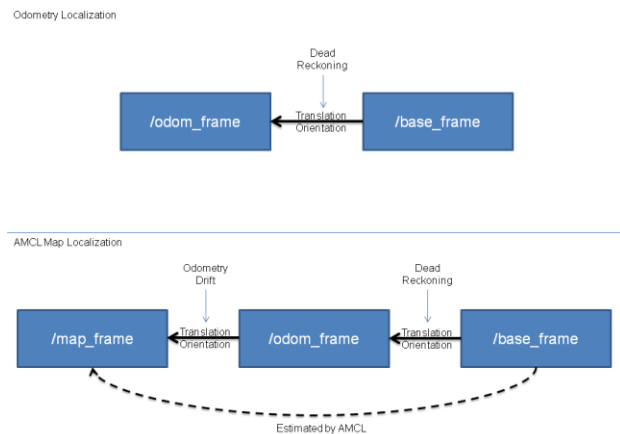 Odometry Localization
Dead
Reckoning
/odom_frame
Translation
Orientation
/base_frame
AMCL Map Localization
Odometry
Drift
Dead
Reckoning
/map_frame
Translation
Orientation
/odom_frame
Translation
Orientation
/base_frame
Estimated by AMCL